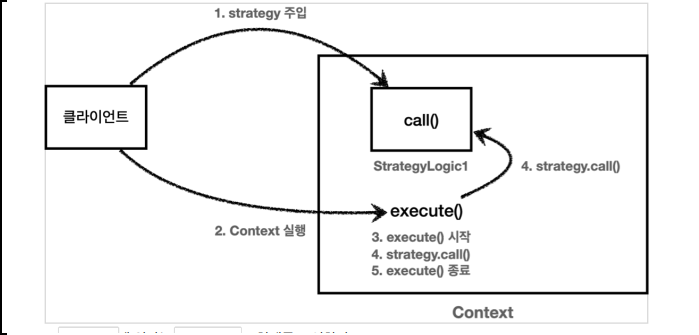 1. strategy 주입
클라이언트
call()
StrategyLogic1
4. strategy.call()
execute()
2. Context 실행
3. execute() 시작
4. strategy.call()
5. execute() 종료
Context